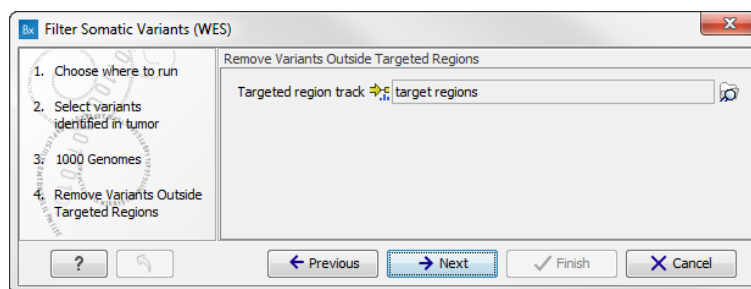 Bx Filter Somatic Variants (WES)
1. Choose where to run
2. Select variants
identified in tumor
3. 1000 Genomes
4. Remove Variants Outside
Targeted Regions
Remove Variants Outside Targeted Regions
Targeted region track target regions
? Previous Next Finish Cancel